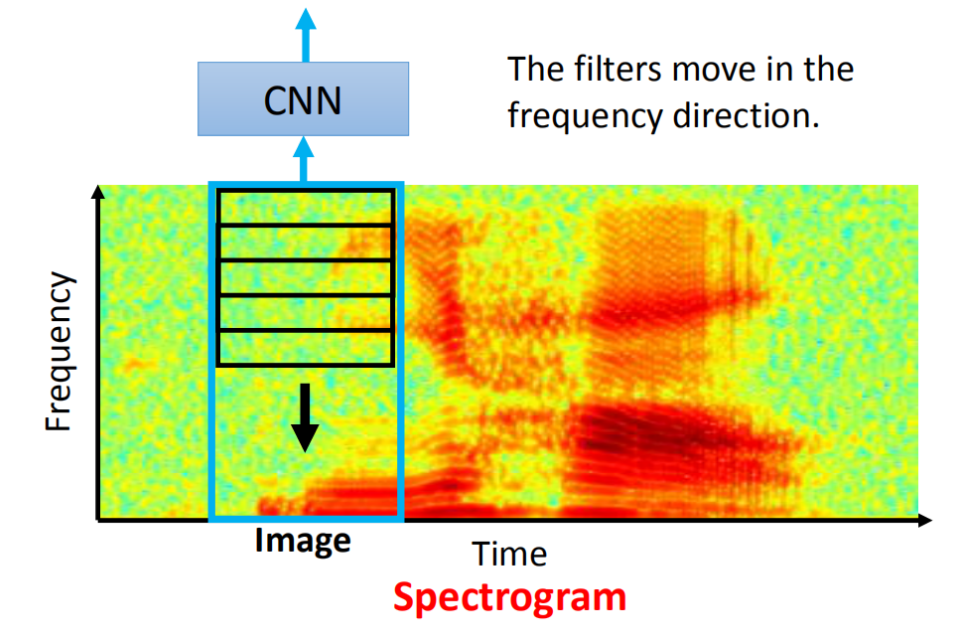 CNN
The filters move in the
frequency direction.
Frequency
Image
Time
Spectrogram